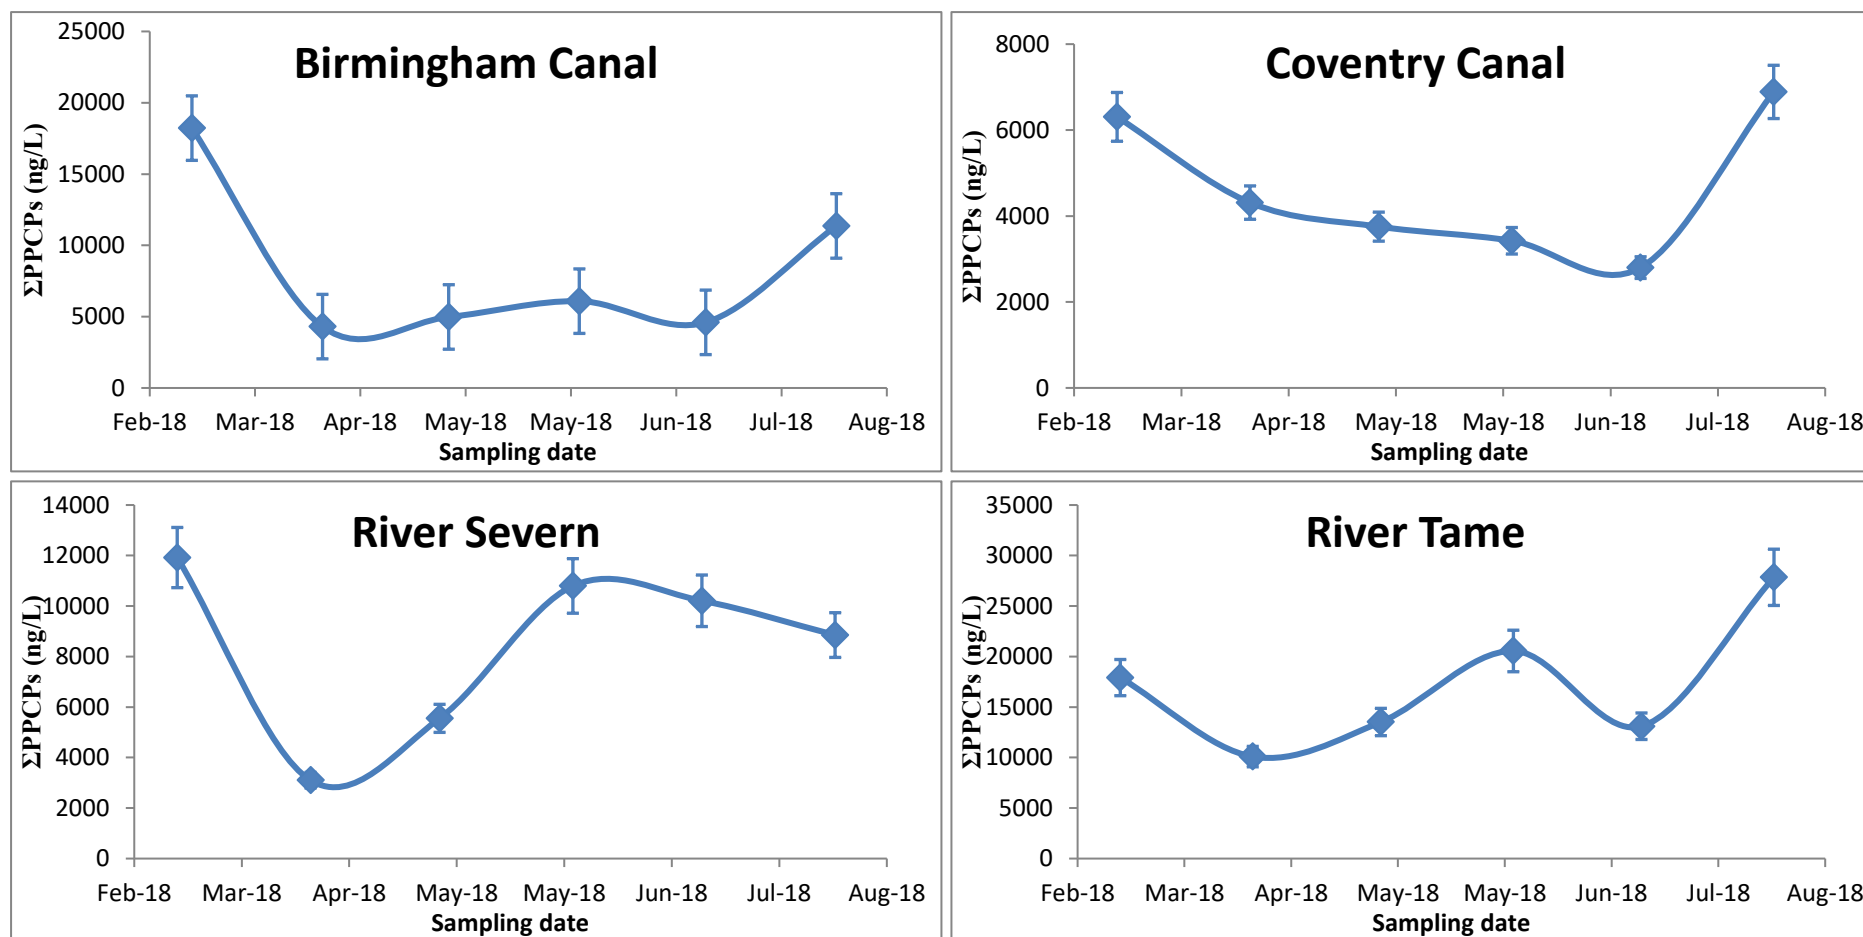 Birmingham Canal
ΣPPCPs (ng/L)
25000
20000
15000
10000
5000
0
Feb-18 Mar-18 Apr-18 May-18 May-18 Jun-18 Jul-18 Aug-18
Sampling date
Coventry Canal
ΣPPCPs (ng/L)
8000
6000
4000
2000
0
Feb-18 Mar-18 Apr-18 May-18 May-18 Jun-18 Jul-18 Aug-18
Sampling date
River Severn
ΣPPCPs (ng/L)
14000
12000
10000
8000
6000
4000
2000
0
Feb-18 Mar-18 Apr-18 May-18 May-18 Jun-18 Jul-18 Aug-18
Sampling date
River Tame
ΣPPCPs (ng/L)
35000
30000
25000
20000
15000
10000
5000
0
Feb-18 Mar-18 Apr-18 May-18 May-18 Jun-18 Jul-18 Aug-18
Sampling date